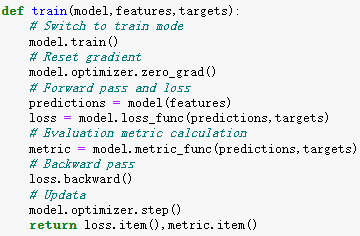 def train(model,features,targets):
    # Switch to train mode
    model.train()
    # Reset gradient
    model.optimizer.zero_grad()
    # Forward pass and loss
    predictions = model(features)
    loss = model.loss_func(predictions,targets)
    # Evaluation metric calculation
    metric = model.metric_func(predictions,targets)
    # Backward pass
    loss.backward()
    # Updata
    model.optimizer.step()
    return loss.item(),metric.item()